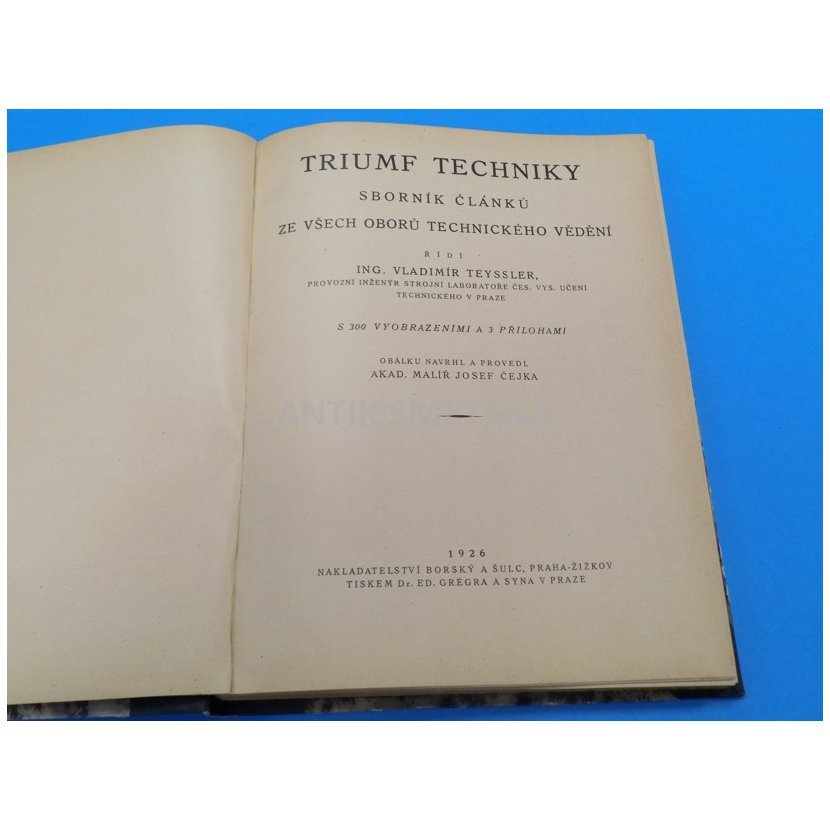 TRIUMF TECHNIKY
SBORNÍK ČLÁNKŮ
ZE VŠECH OBORŮ TECHNICKÉHO VĚDĚNÍ
ŘÍDÍ
ING. VLADIMÍR TEYSSLER,
PROVOZNÍ INŽENÝR STROJNÍ LABORATOŘE ČES. VYS. UČENÍ
TECHNICKÉHO V PRAZE
S 300 VYOBRAZENÍMI A 3 PŘÍLOHAMI
OBÁLKU NAVRHL A PROVEDL
AKAD. MALÍŘ JOSEF ČEJKA
ANTIK SMETANA
1926
NAKLADATELSTVÍ BORSKÝ A ŠULC, PRAHA-ŽIŽKOV
TISKEM Dr. ED. GRÉGRA A SYNA V PRAZE